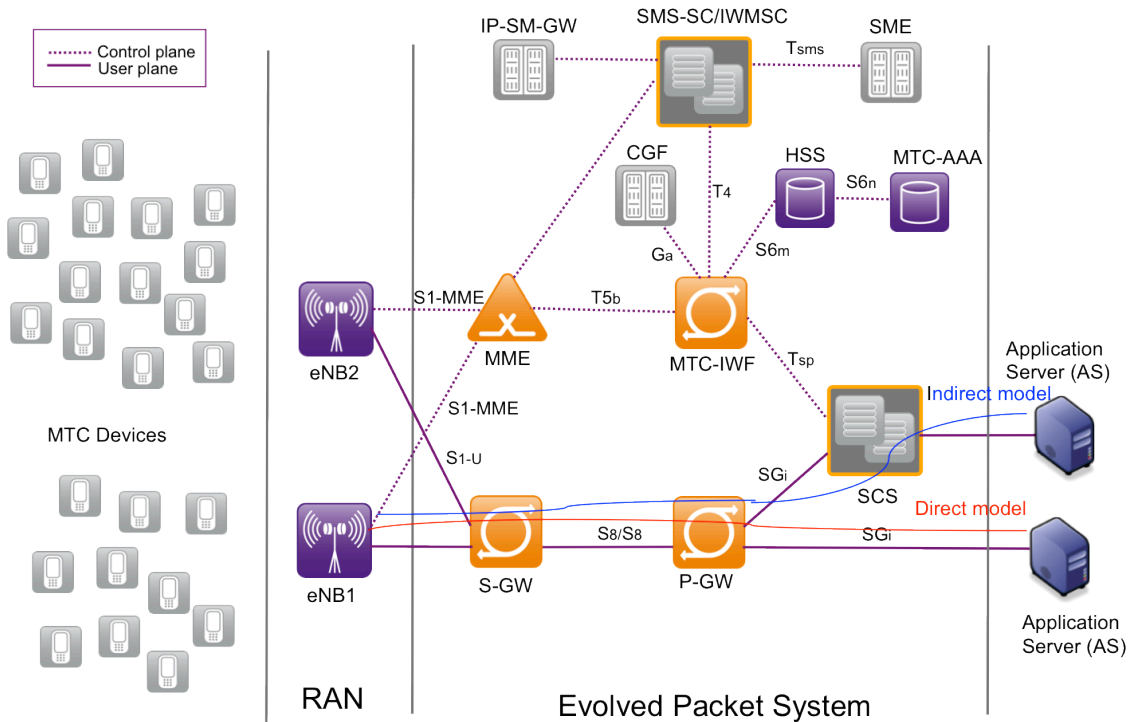 SMS-SC/IWMSC
IP-SM-GW
SME
Tsms
Control plane
User plane
CGF
HSS
MTC-AAA
T4
S6n
Ga
S6m
S1-MME
T5b
MME
MTC-IWF
eNB2
Tsp
Application
Server (AS)
Indirect model
S1-MME
MTC Devices
S1-U
SGi
SCS
Direct model
S8/S8
SGi
S-GW
P-GW
eNB1
Application
Server (AS)
RAN
Evolved Packet System